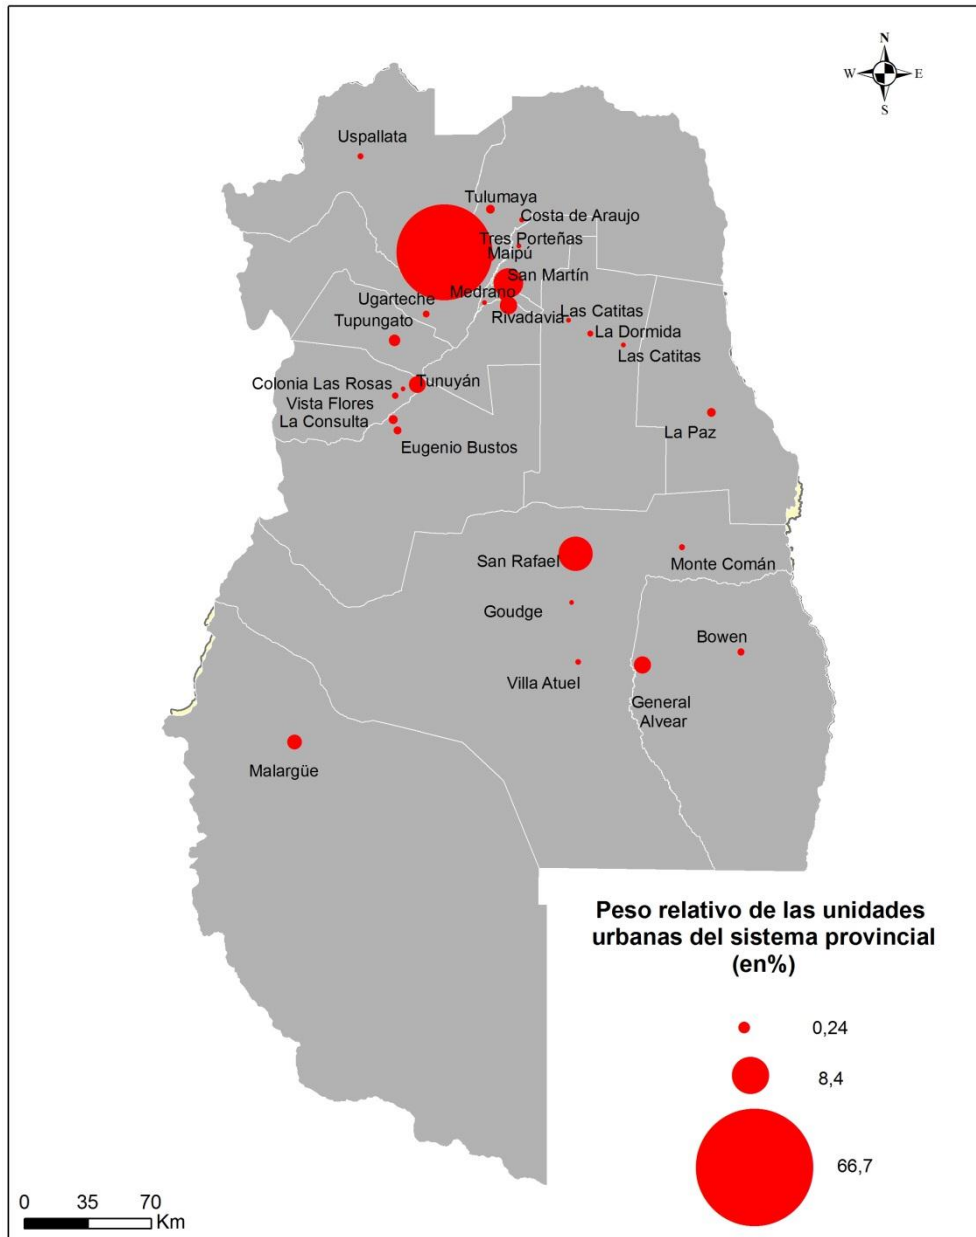 N
W E
S
Uspallata
Tulumaya
Costa de Araujo
Tres Porteñas
Maipú
San Martín
Medrano
Ugarteche
Rivadavia
Las Catitas
Tupungato
La Dormida
Las Catitas
Colonia Las Rosas
Tunuyán
Vista Flores
La Consulta
La Paz
Eugenio Bustos
San Rafael
Monte Comán
Goudge
Bowen
Villa Atuel
General
Alvear
Malargüe
Peso relativo de las unidades
urbanas del sistema provincial
(en%)
0,24
8,4
66,7
0 35 70
Km